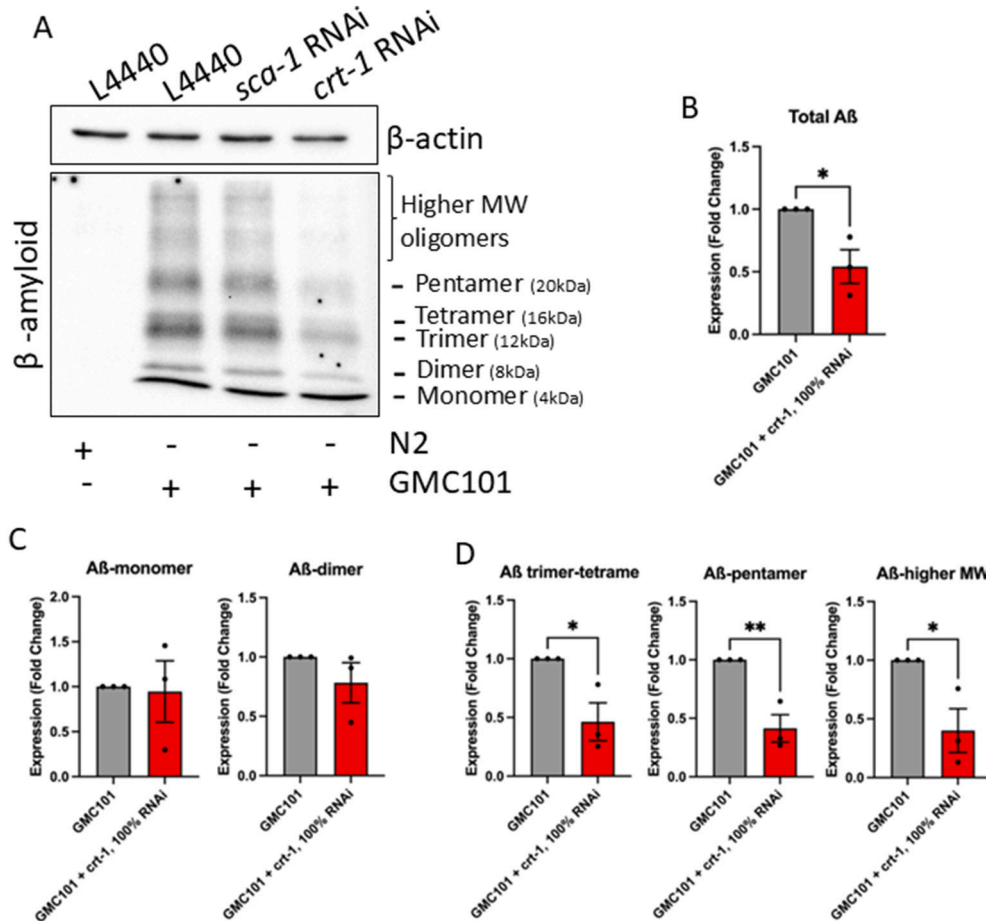 A
L4440
L4440
sca-1 RNAi
crt-1 RNAi
β-actin
β -amyloid
Higher MW
oligomers
Pentamer (20kDa)
Tetramer (16kDa)
Trimer (12kDa)
Dimer (8kDa)
Monomer (4kDa)
+ - - - N2
- + + + GMC101
B
Total Aß
*
Expression (Fold Change)
1.5
1.0
0.5
0.0
GMC101
GMC101 + crt-1, 100% RNAi
C
Aß-monomer
Expression (Fold Change)
2.0
1.5
1.0
0.5
0.0
GMC101
GMC101 + crt-1, 100% RNAi
Aß-dimer
Expression (Fold Change)
1.5
1.0
0.5
0.0
GMC101
GMC101 + crt-1, 100% RNAi
D
Aß trimer-tetrame
*
Expression (Fold Change)
1.5
1.0
0.5
0.0
GMC101
GMC101 + crt-1, 100% RNAi
Aß-pentamer
**
Expression (Fold Change)
1.5
1.0
0.5
0.0
GMC101
GMC101 + crt-1, 100% RNAi
Aß-higher MW
*
Expression (Fold Change)
1.5
1.0
0.5
0.0
GMC101
GMC101 + crt-1, 100% RNAi